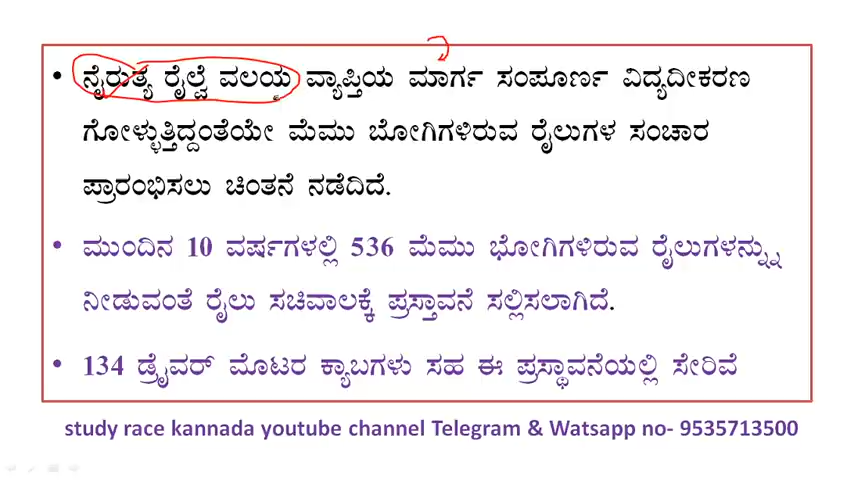 • ನೈರುತ್ಯ ರೈಲ್ವೆ ವಲಯ ವ್ಯಾಪ್ತಿಯ ಮಾರ್ಗ ಸಂಪೂರ್ಣ ವಿದ್ಯದೀಕರಣ
ಗೋಳ್ಳುತ್ತಿದ್ದಂತೆಯೇ ಮೆಮು ಬೋಗಿಗಳಿರುವ ರೈಲುಗಳ ಸಂಚಾರ
ಪ್ರಾರಂಭಿಸಲು ಚಿಂತನೆ ನಡೆದಿದೆ.
• ಮುಂದಿನ 10 ವರ್ಷಗಳಲ್ಲಿ 536 ಮೆಮು ಭೋಗಿಗಳಿರುವ ರೈಲುಗಳನ್ನು
ನೀಡುವಂತೆ ರೈಲು ಸಚಿವಾಲಕ್ಕೆ ಪ್ರಸ್ತಾವನೆ ಸಲ್ಲಿಸಲಾಗಿದೆ.
• 134 ಡ್ರೈವರ್ ಮೊಟರ ಕ್ಯಾಬಗಳು ಸಹ ಈ ಪ್ರಸ್ಥಾವನೆಯಲ್ಲಿ ಸೇರಿವೆ
study race kannada youtube channel Telegram & Watsapp no- 9535713500